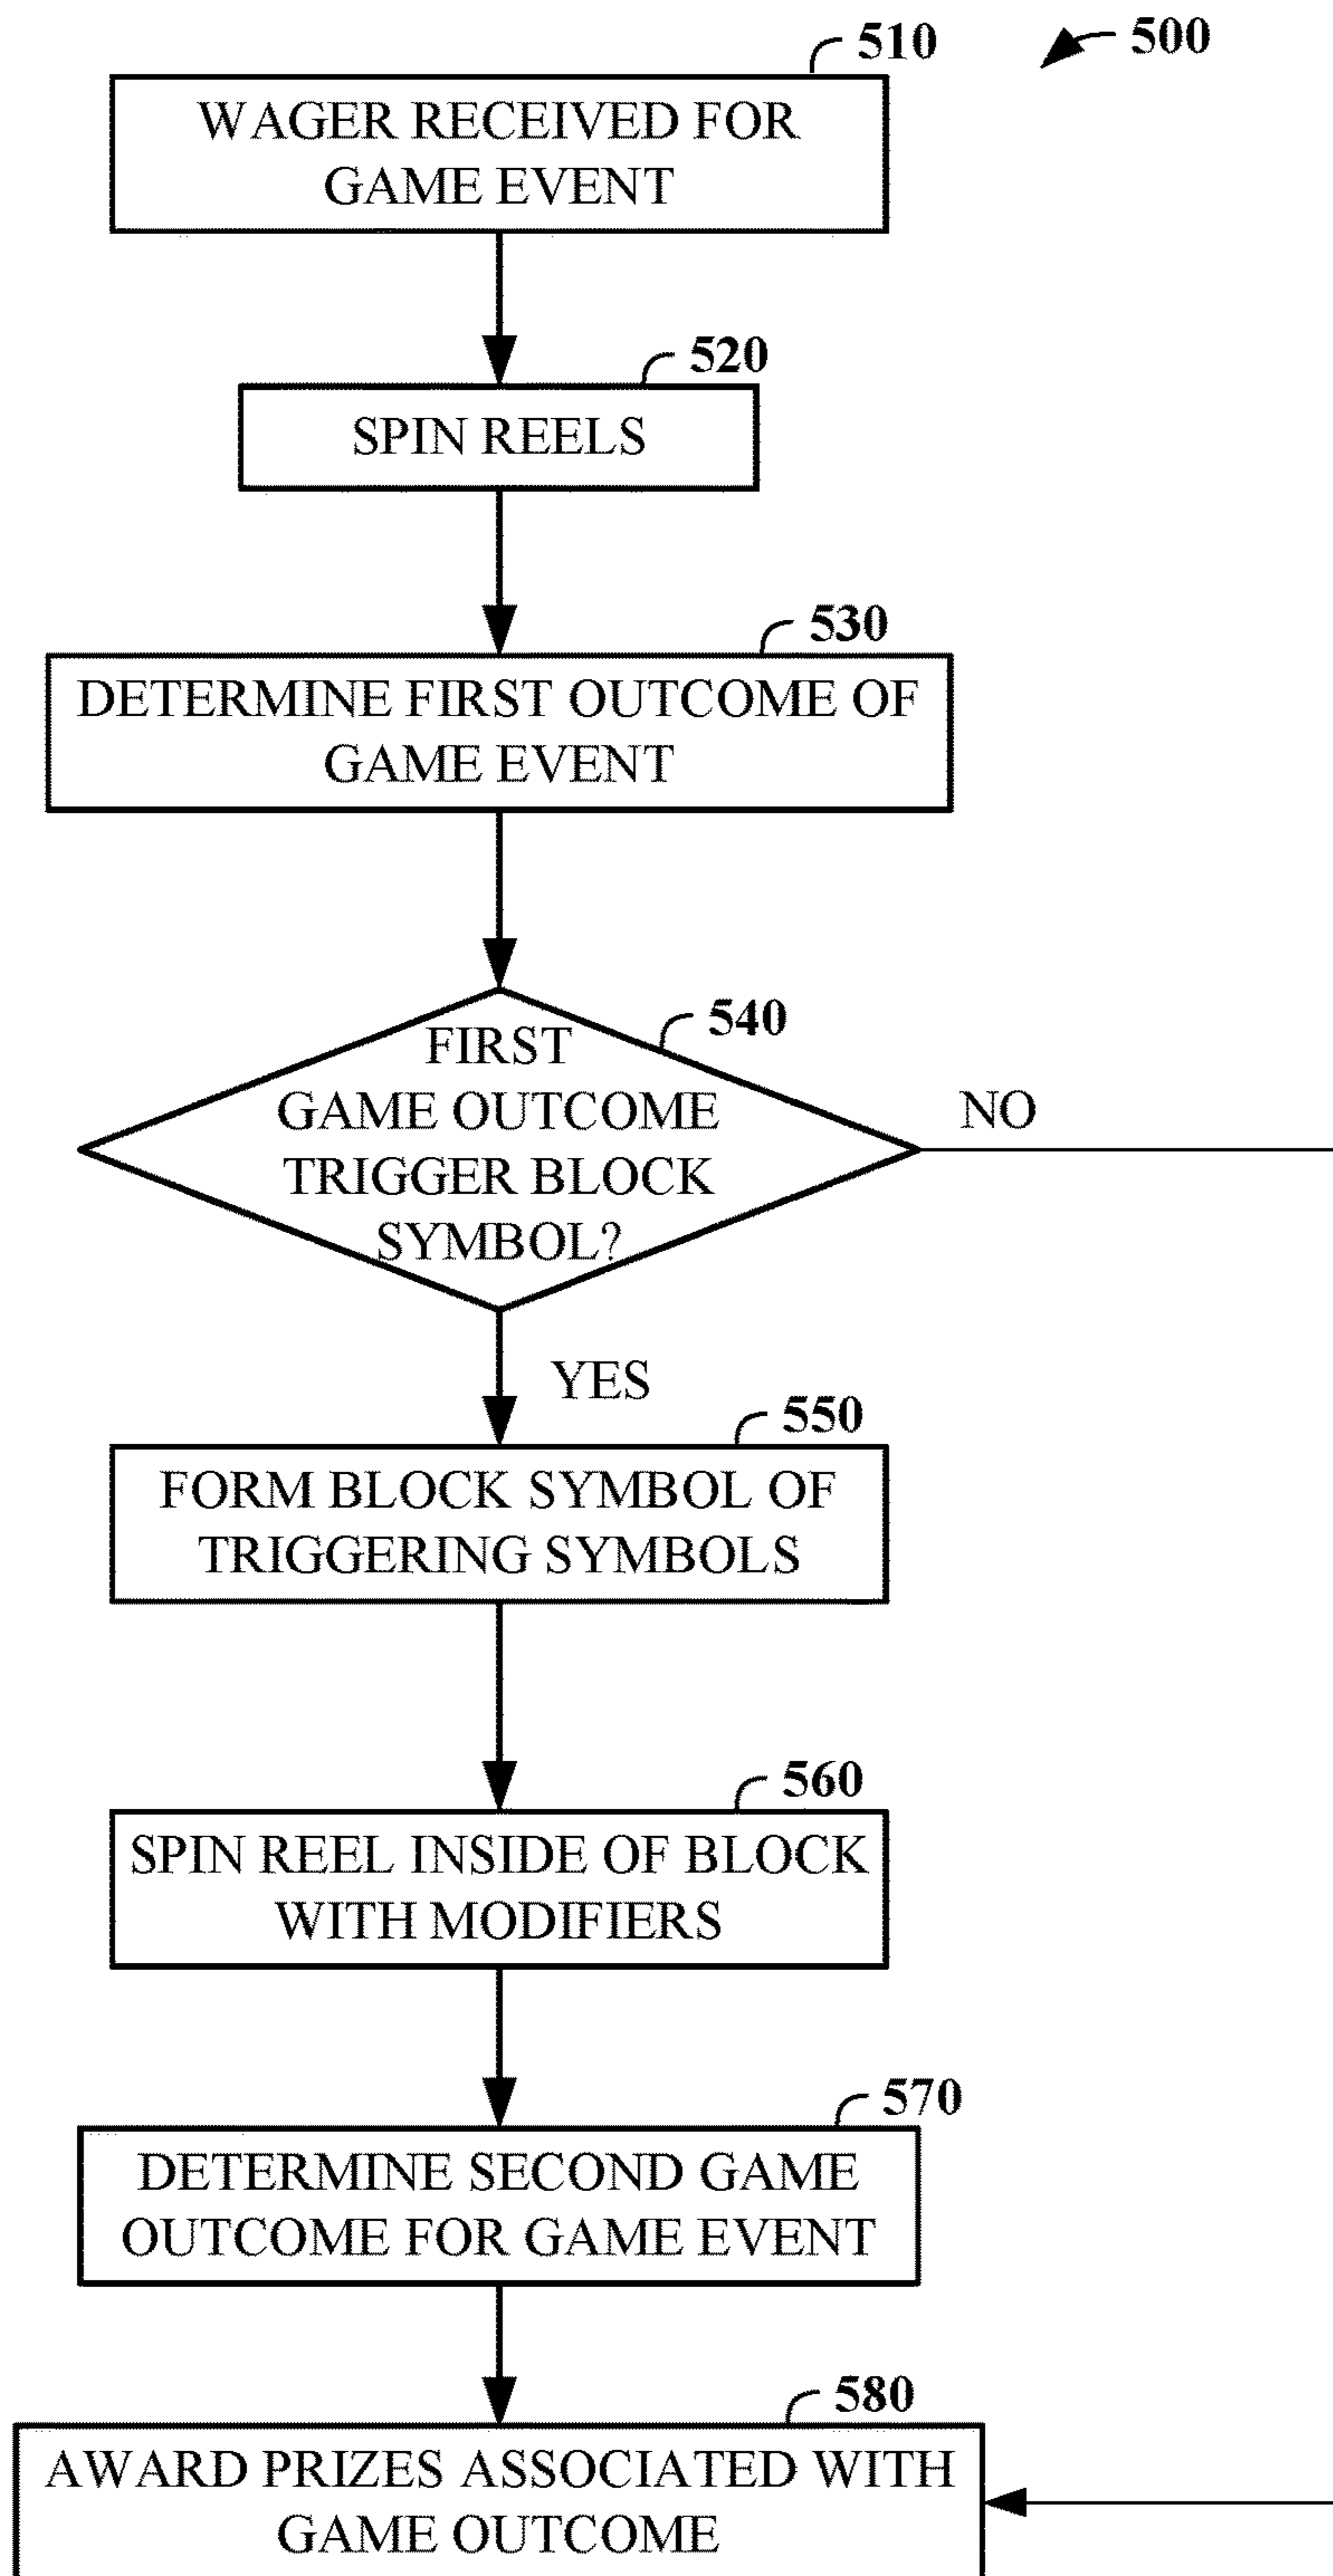 510
500
WAGER RECEIVED FOR
GAME EVENT
520
SPIN REELS
530
DETERMINE FIRST OUTCOME OF
GAME EVENT
540
FIRST
GAME OUTCOME
TRIGGER BLOCK
SYMBOL?
NO
YES
550
FORM BLOCK SYMBOL OF
TRIGGERING SYMBOLS
560
SPIN REEL INSIDE OF BLOCK
WITH MODIFIERS
570
DETERMINE SECOND GAME
OUTCOME FOR GAME EVENT
580
AWARD PRIZES ASSOCIATED WITH
GAME OUTCOME